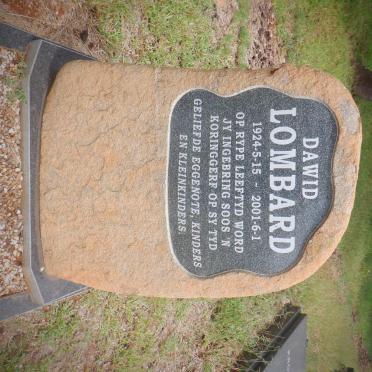 DAWID
LOMBARD
1924-5-15 ~ 2001-6-1
OP RYPE LEEFTYD WORD
JY INGEBRING SOOS 'N
KORINGGERF OP SY TYD
GELIEFDE EGGENOTE, KINDERS
EN KLEINKINDERS.